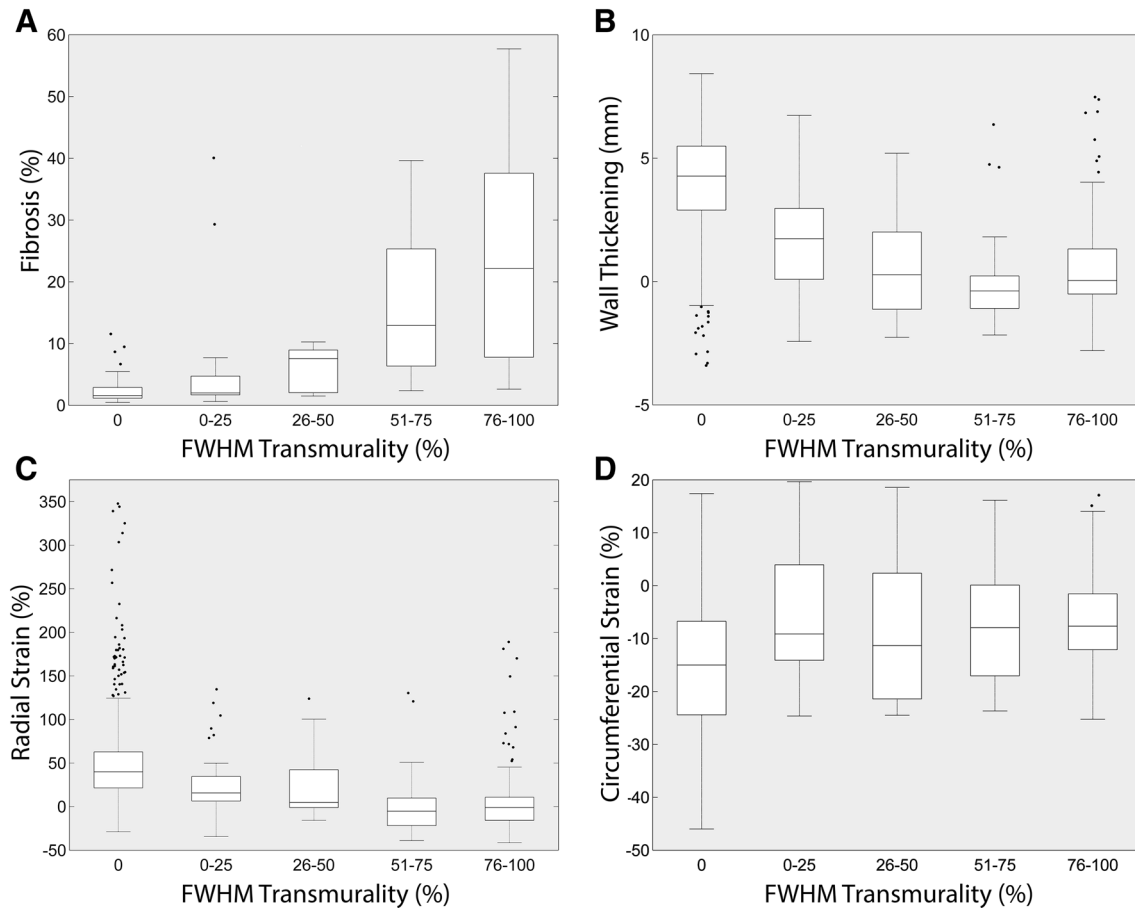 A
Fibrosis (%)
60
50
40
30
20
10
0
0 0-25 26-50 51-75 76-100
FWHM Transmurality (%)
B
Wall Thickening (mm)
10
5
0
-5
0 0-25 26-50 51-75 76-100
FWHM Transmurality (%)
C
Radial Strain (%)
350
300
250
200
150
100
50
0
-50
0 0-25 26-50 51-75 76-100
FWHM Transmurality (%)
D
Circumferential Strain (%)
20
10
0
-10
-20
-30
-40
-50
0 0-25 26-50 51-75 76-100
FWHM Transmurality (%)